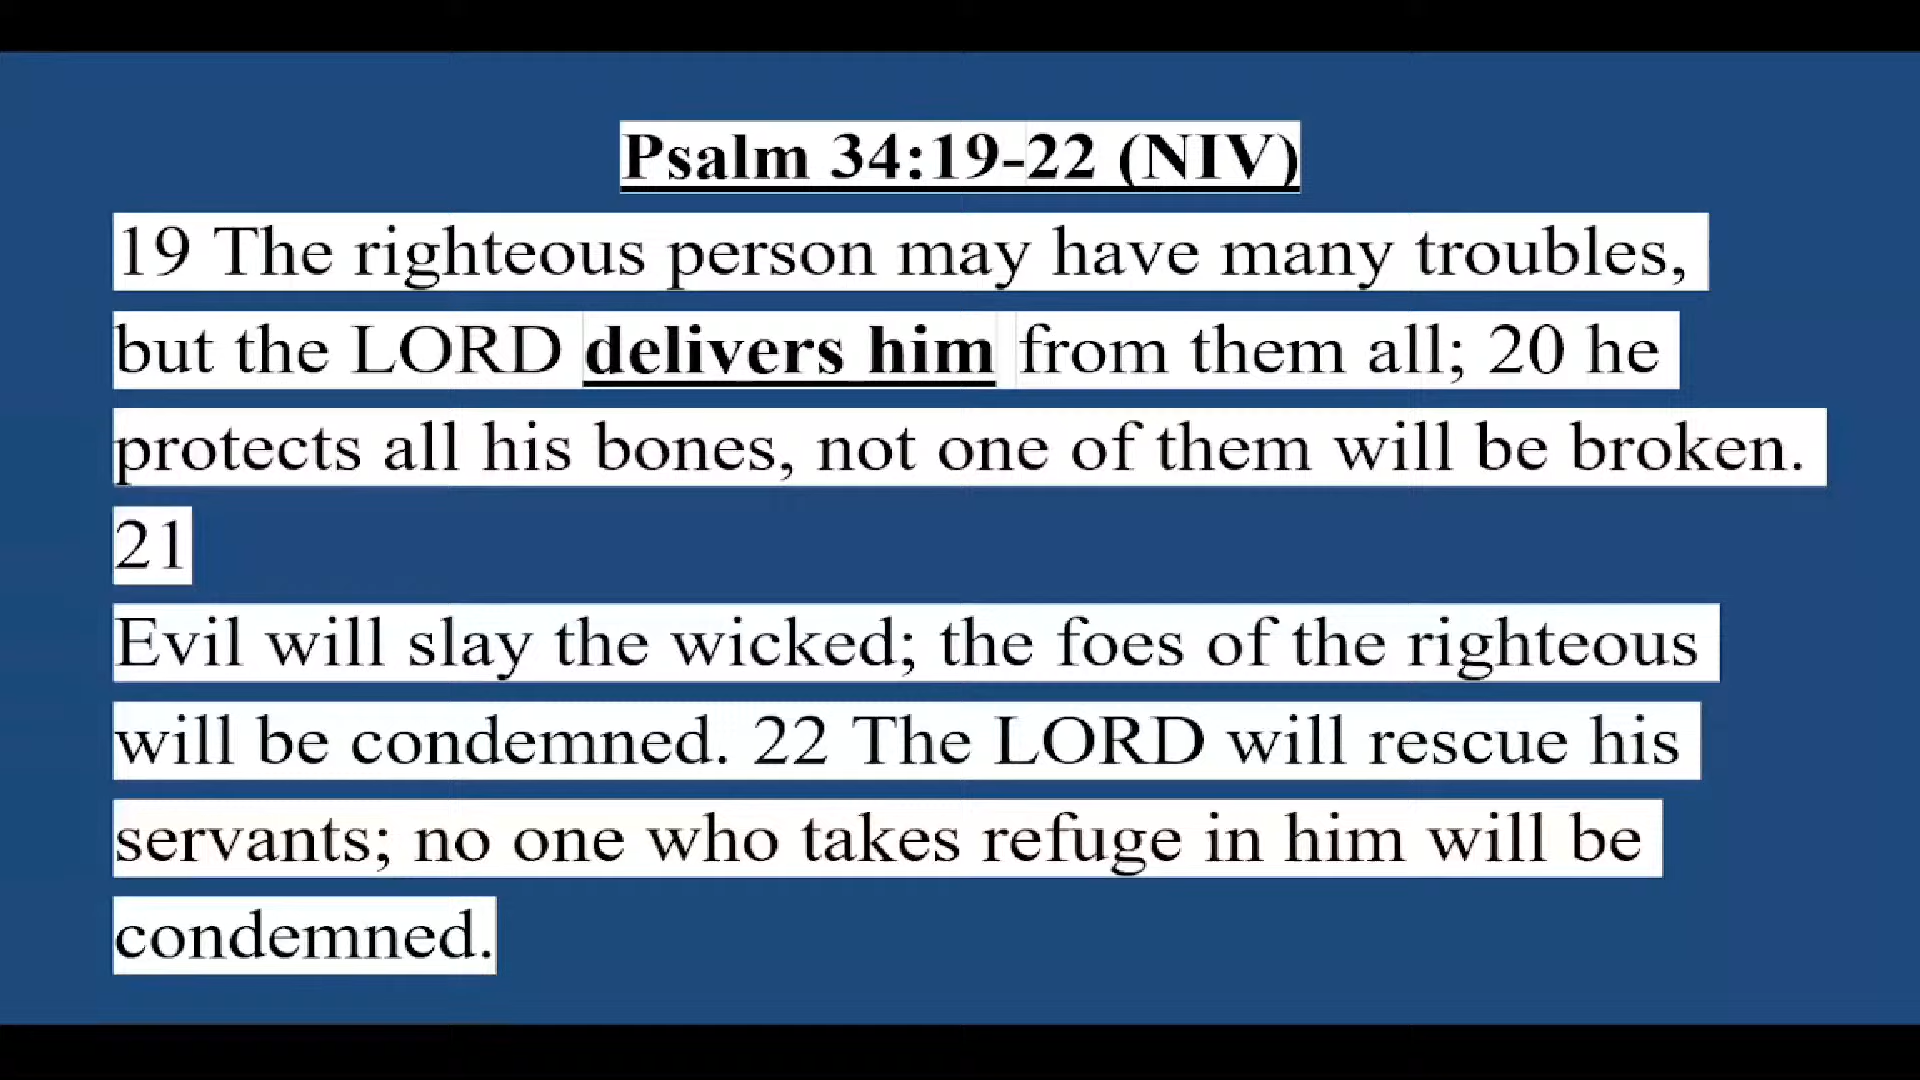 Psalm 34:19-22 (NIV)
19 The righteous person may have many troubles,
but the LORD delivers him from them all; 20 he
protects all his bones, not one of them will be broken.
21
Evil will slay the wicked; the foes of the righteous
will be condemned. 22 The LORD will rescue his
servants; no one who takes refuge in him will be
condemned.